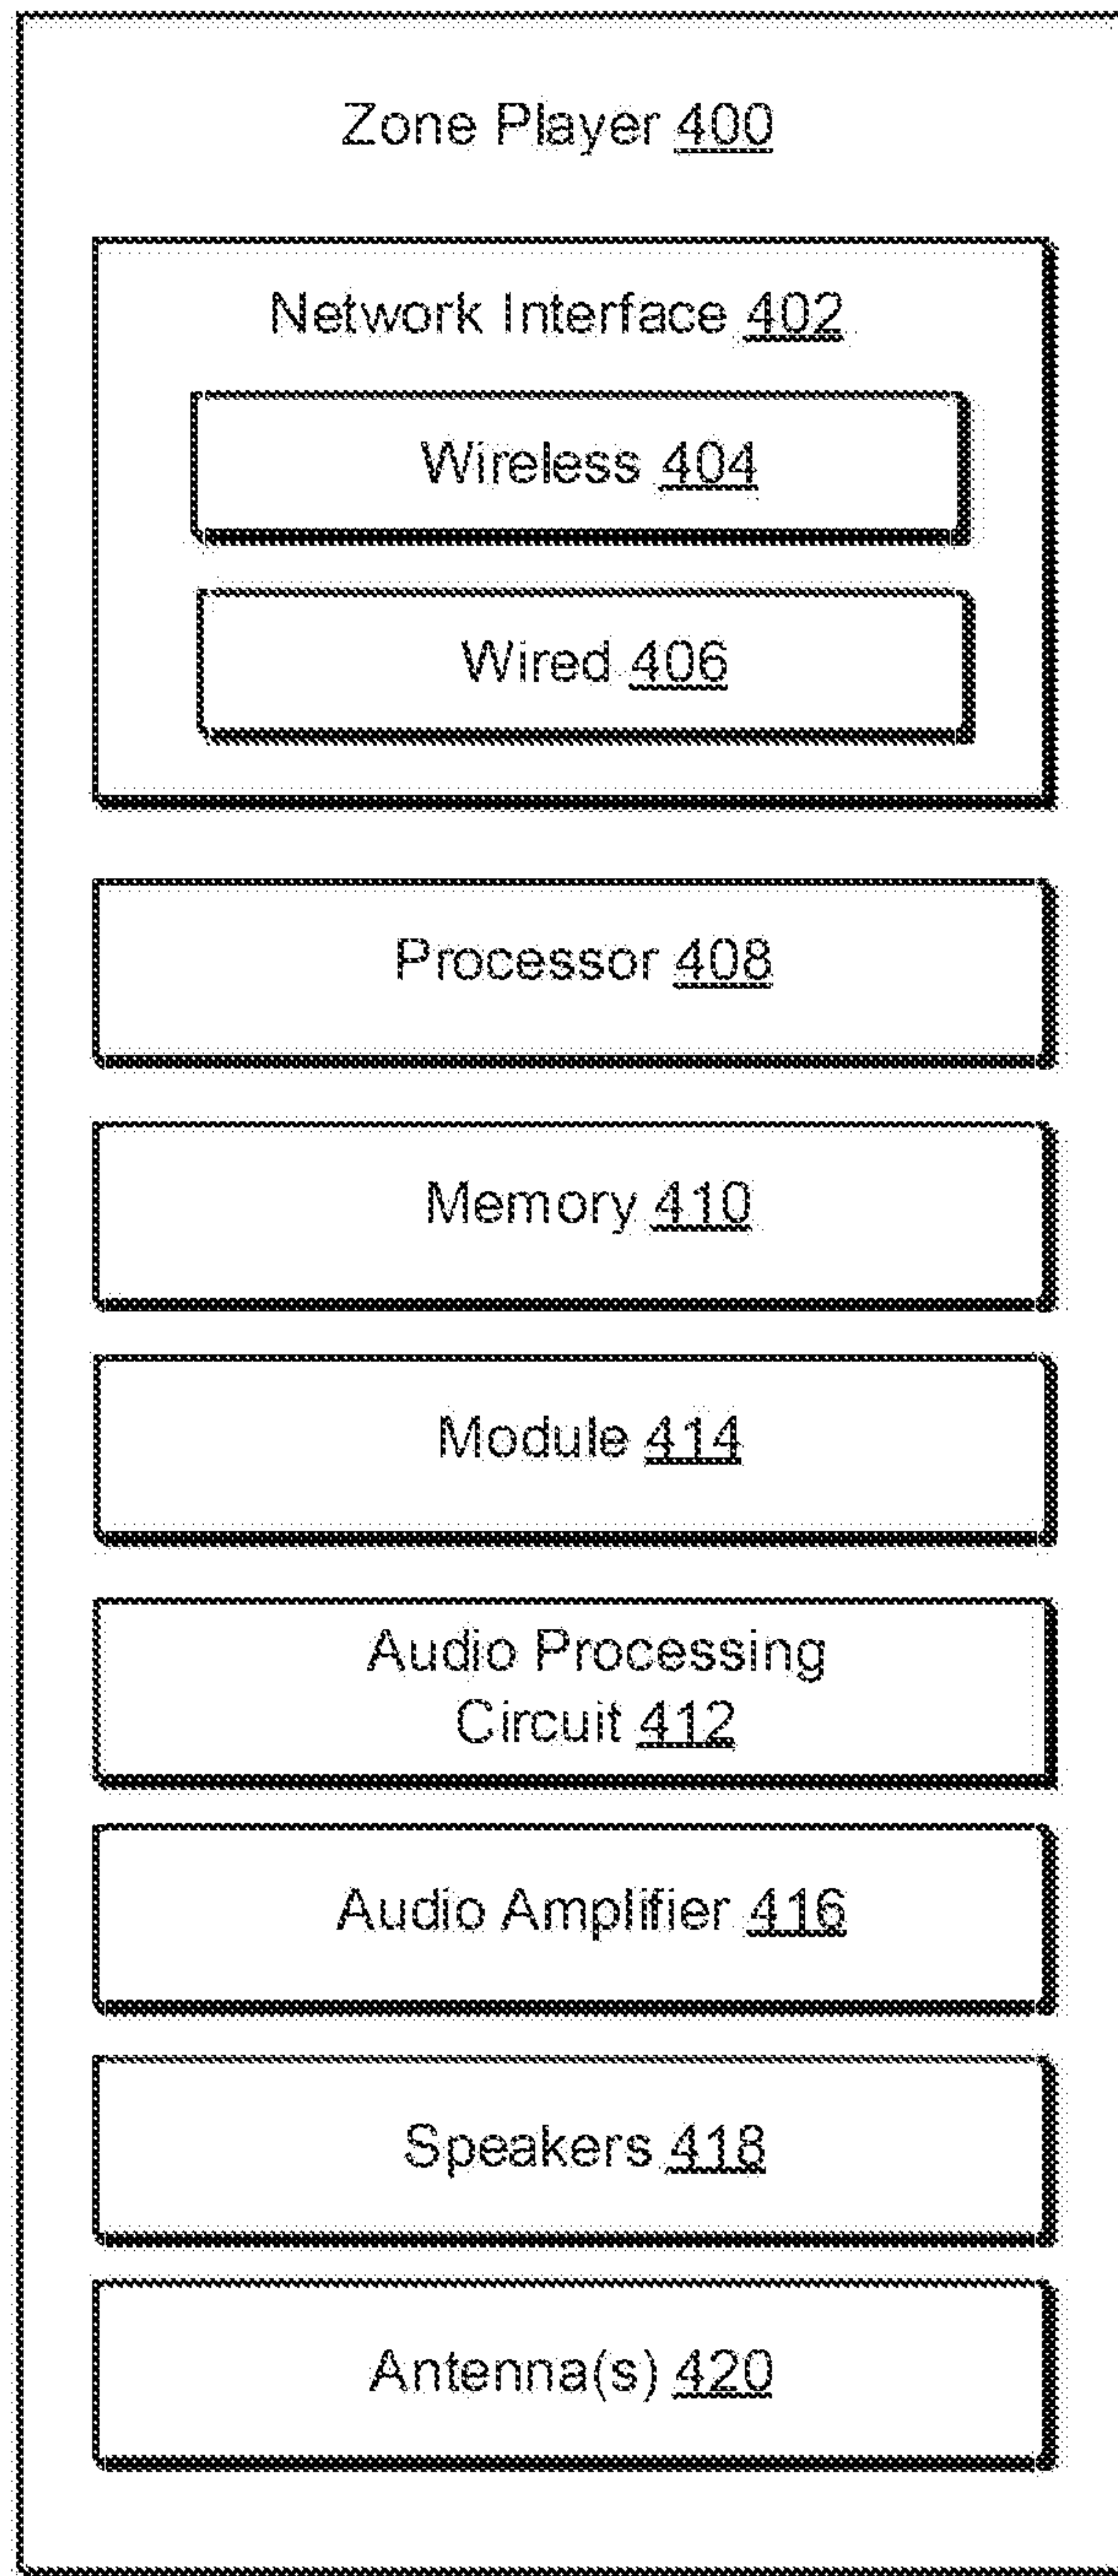 Zone Player 400
Network Interface 402
Wireless 404
Wired 406
Processor 408
Memory 410
Module 414
Audio Processing
Circuit 412
Audio Amplifier 416
Speakers 418
Antenna(s) 420